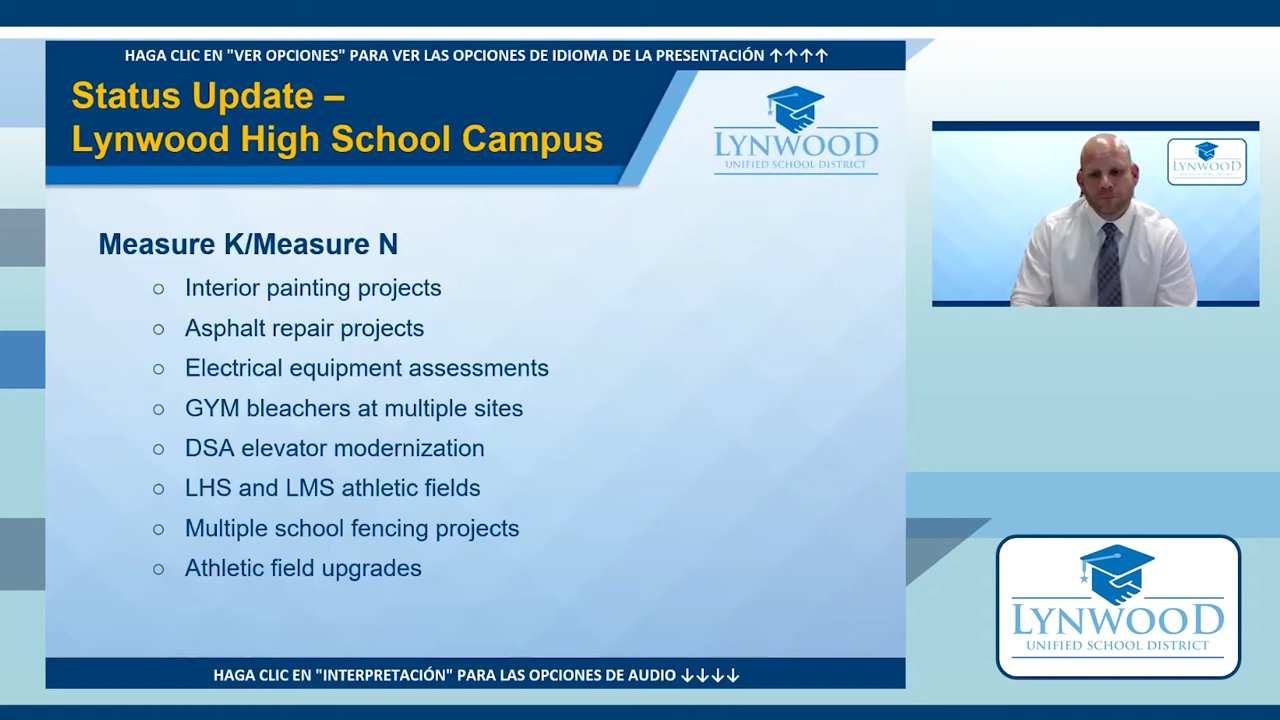 HAGA CLIC EN "VER OPCIONES" PARA VER LAS OPCIONES DE IDIOMA DE LA PRESENTACIÓN ↑↑↑↑
Status Update –
Lynwood High School Campus
LYNWOOD
UNIFIED SCHOOL DISTRICT
LYNWOOD
Measure K/Measure N
○ Interior painting projects
○ Asphalt repair projects
○ Electrical equipment assessments
○ GYM bleachers at multiple sites
○ DSA elevator modernization
○ LHS and LMS athletic fields
○ Multiple school fencing projects
○ Athletic field upgrades
LYNWOOD
UNIFIED SCHOOL DISTRICT
HAGA CLIC EN "INTERPRETACIÓN" PARA LAS OPCIONES DE AUDIO ↓↓↓↓